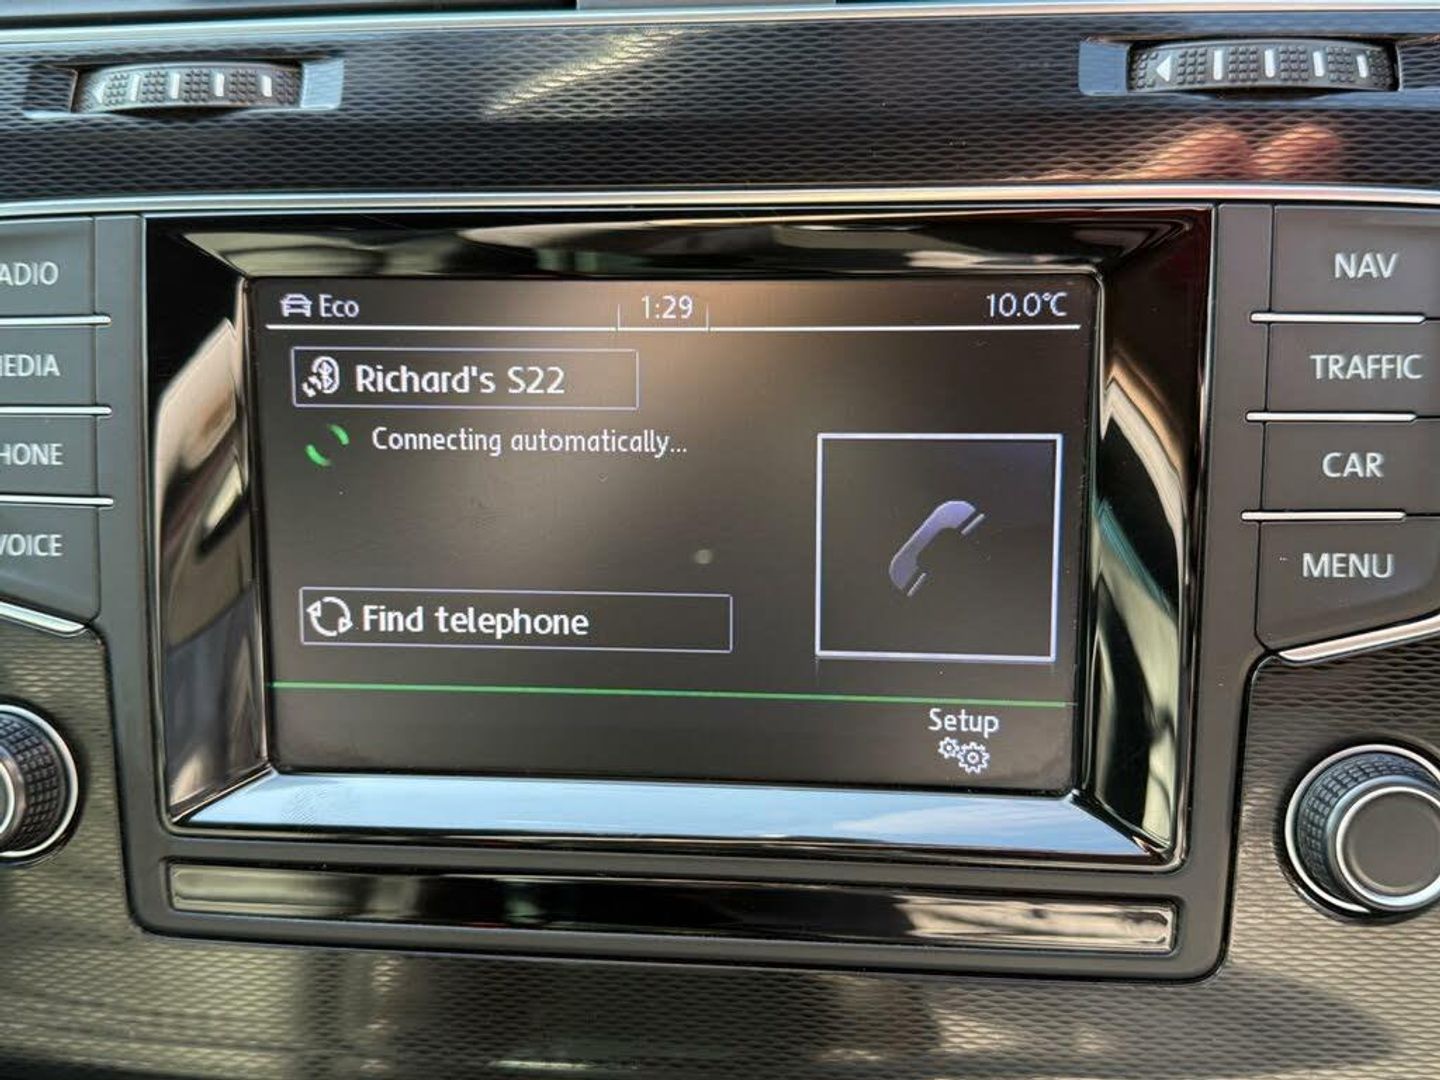 Eco 1:29 10.0°C
Richard's S22
Connecting automatically...
Find telephone
Setup
ADIO
EDIA
HONE
VOICE
NAV
TRAFFIC
CAR
MENU